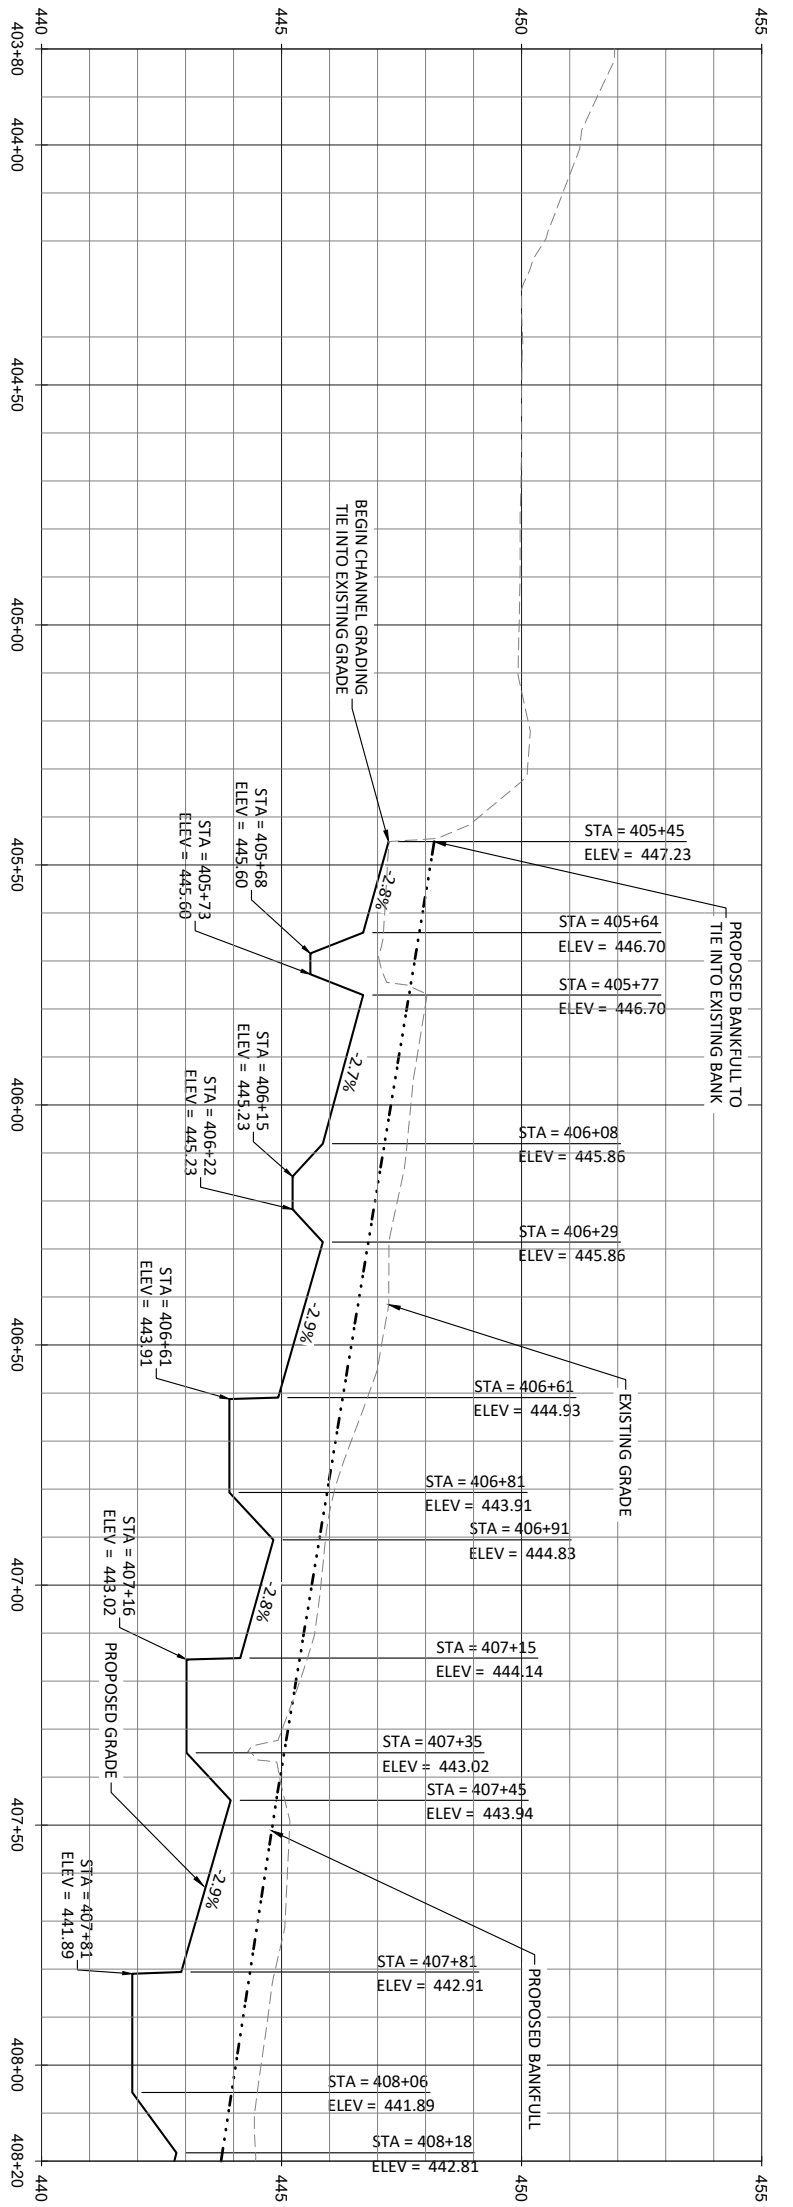 455
450
445
440
403+80
404+00
404+50
405+00
405+50
406+00
406+50
407+00
407+50
408+00
408+20
455
450
445
440
BEGIN CHANNEL GRADING
TIE INTO EXISTING GRADE
PROPOSED BANKFULL TO
TIE INTO EXISTING BANK
STA = 405+45
ELEV = 447.23
-2.8%
STA = 405+64
ELEV = 446.70
STA = 405+68
ELEV = 445.60
STA = 405+73
ELEV = 445.60
STA = 405+77
ELEV = 446.70
-2.7%
STA = 406+08
ELEV = 445.86
STA = 406+15
ELEV = 445.23
STA = 406+22
ELEV = 445.23
STA = 406+29
ELEV = 445.86
-2.9%
EXISTING GRADE
STA = 406+61
ELEV = 444.93
STA = 406+61
ELEV = 443.91
STA = 406+81
ELEV = 443.91
STA = 406+91
ELEV = 444.83
-2.8%
STA = 407+15
ELEV = 444.14
STA = 407+16
ELEV = 443.02
STA = 407+35
ELEV = 443.02
STA = 407+45
ELEV = 443.94
PROPOSED GRADE
-2.9%
PROPOSED BANKFULL
STA = 407+81
ELEV = 442.91
STA = 407+81
ELEV = 441.89
STA = 408+06
ELEV = 441.89
STA = 408+18
ELEV = 442.81